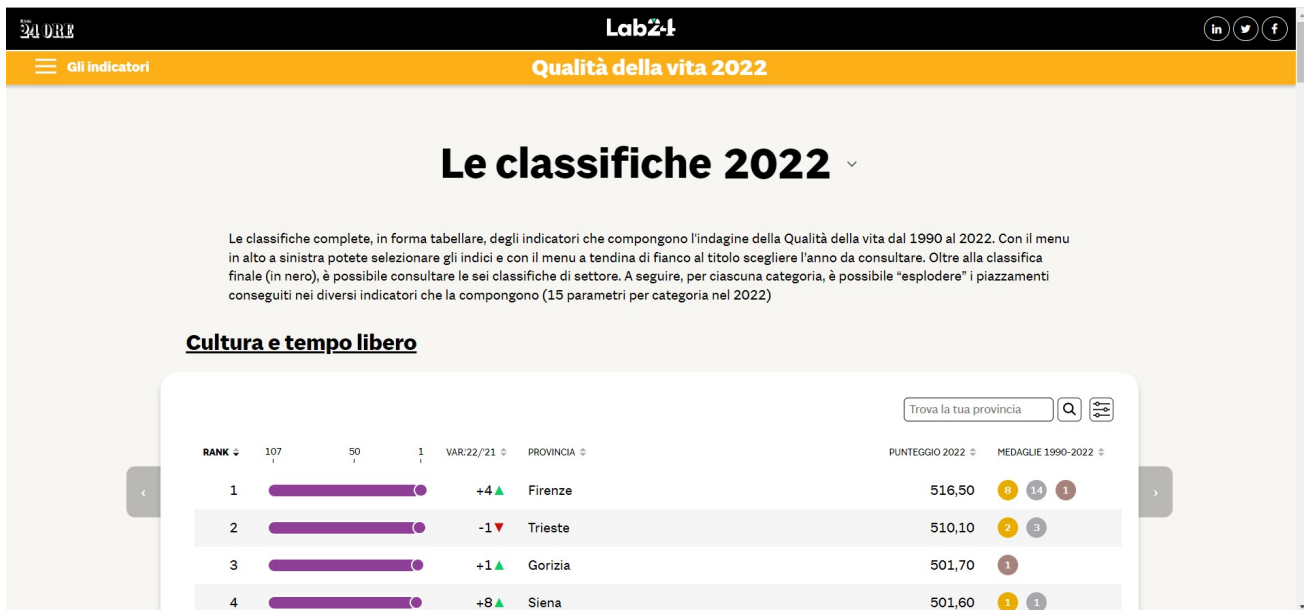 Il Sole
24 ORE
Lab24
in f
Gli indicatori
Qualità della vita 2022
Le classifiche 2022
Le classifiche complete, in forma tabellare, degli indicatori che compongono l'indagine della Qualità della vita dal 1990 al 2022. Con il menu
in alto a sinistra potete selezionare gli indici e con il menu a tendina di fianco al titolo scegliere l'anno da consultare. Oltre alla classifica
finale (in nero), è possibile consultare le sei classifiche di settore. A seguire, per ciascuna categoria, è possibile “esplodere” i piazzamenti
conseguiti nei diversi indicatori che la compongono (15 parametri per categoria nel 2022)
Cultura e tempo libero
Trova la tua provincia
RANK 107 50 1 VAR.'22/'21 PROVINCIA PUNTEGGIO 2022 MEDAGLIE 1990-2022
1 +4 Firenze 516,50 8 14 1
2 -1 Trieste 510,10 2 3
3 +1 Gorizia 501,70 1
4 +8 Siena 501,60 1 1